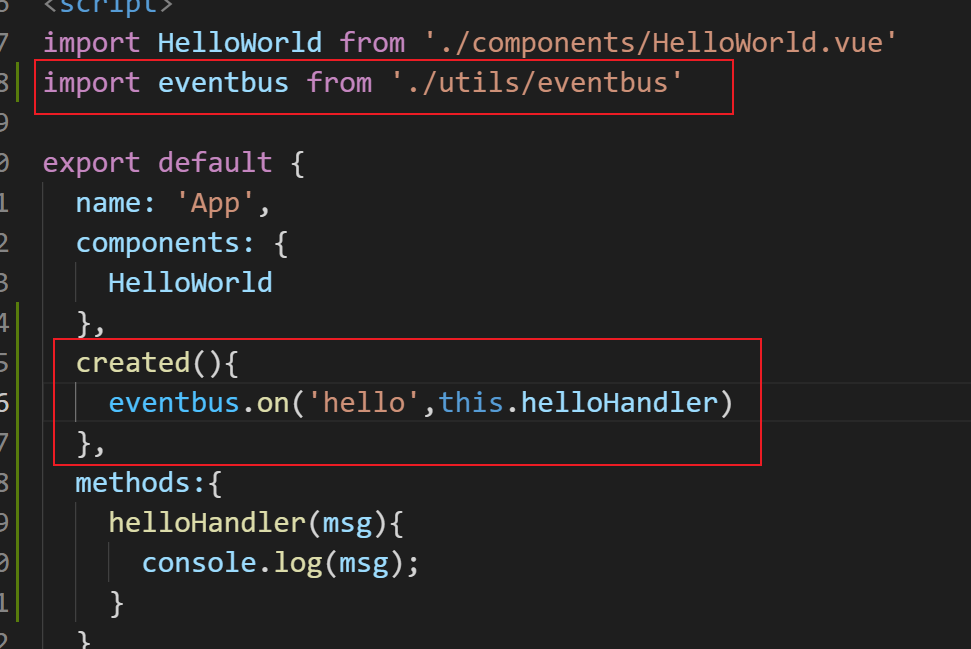 <script>
7 import HelloWorld from './components/HelloWorld.vue'
8 import eventbus from './utils/eventbus'
9
0 export default {
1 name: 'App',
2 components: {
3 HelloWorld
4 },
5 created(){
6 eventbus.on('hello',this.helloHandler)
7 },
8 methods:{
9 helloHandler(msg){
0 console.log(msg);
1 }
2 }